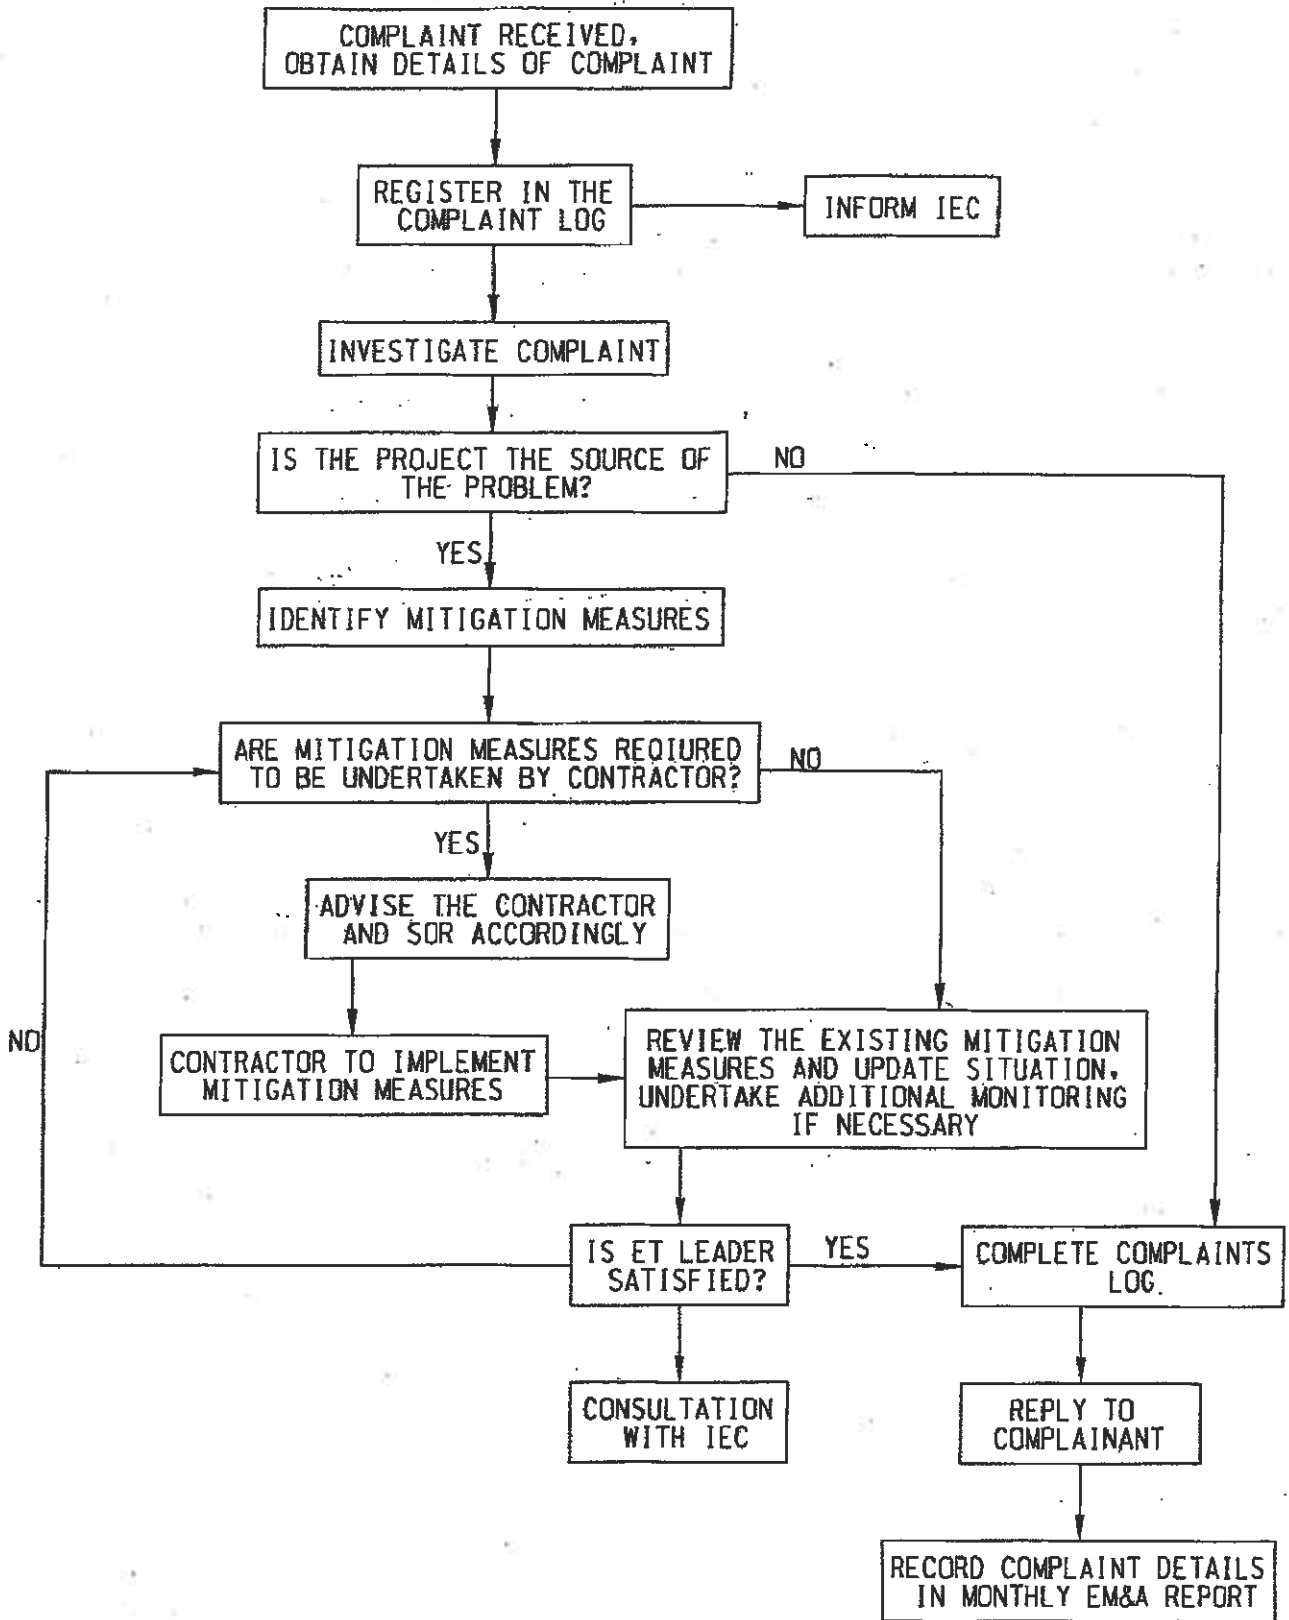 COMPLAINT RECEIVED,
OBTAIN DETAILS OF COMPLAINT
REGISTER IN THE
COMPLAINT LOG
INFORM IEC
INVESTIGATE COMPLAINT
IS THE PROJECT THE SOURCE OF
THE PROBLEM?
NO
YES
IDENTIFY MITIGATION MEASURES
ARE MITIGATION MEASURES REQIURED
TO BE UNDERTAKEN BY CONTRACTOR?
NO
YES
ADVISE THE CONTRACTOR
AND SOR ACCORDINGLY
NO
CONTRACTOR TO IMPLEMENT
MITIGATION MEASURES
REVIEW THE EXISTING MITIGATION
MEASURES AND UPDATE SITUATION,
UNDERTAKE ADDITIONAL MONITORING
IF NECESSARY
IS ET LEADER
SATISFIED?
YES
COMPLETE COMPLAINTS
LOG.
CONSULTATION
WITH IEC
REPLY TO
COMPLAINANT
RECORD COMPLAINT DETAILS
IN MONTHLY EM&A REPORT